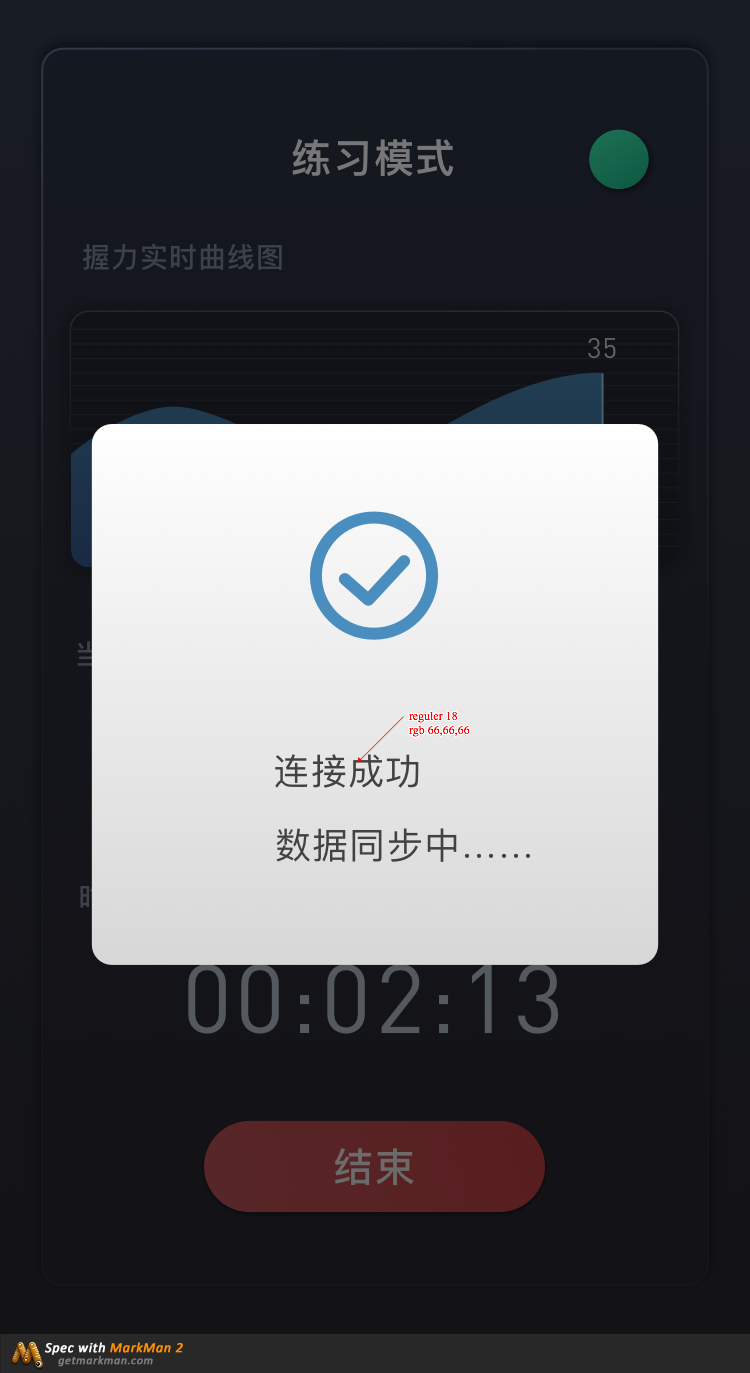 练习模式
握力实时曲线图
35
reguler 18
rgb 66,66,66
连接成功
数据同步中......
00:02:13
结束
Spec with MarkMan 2
getmarkman.com